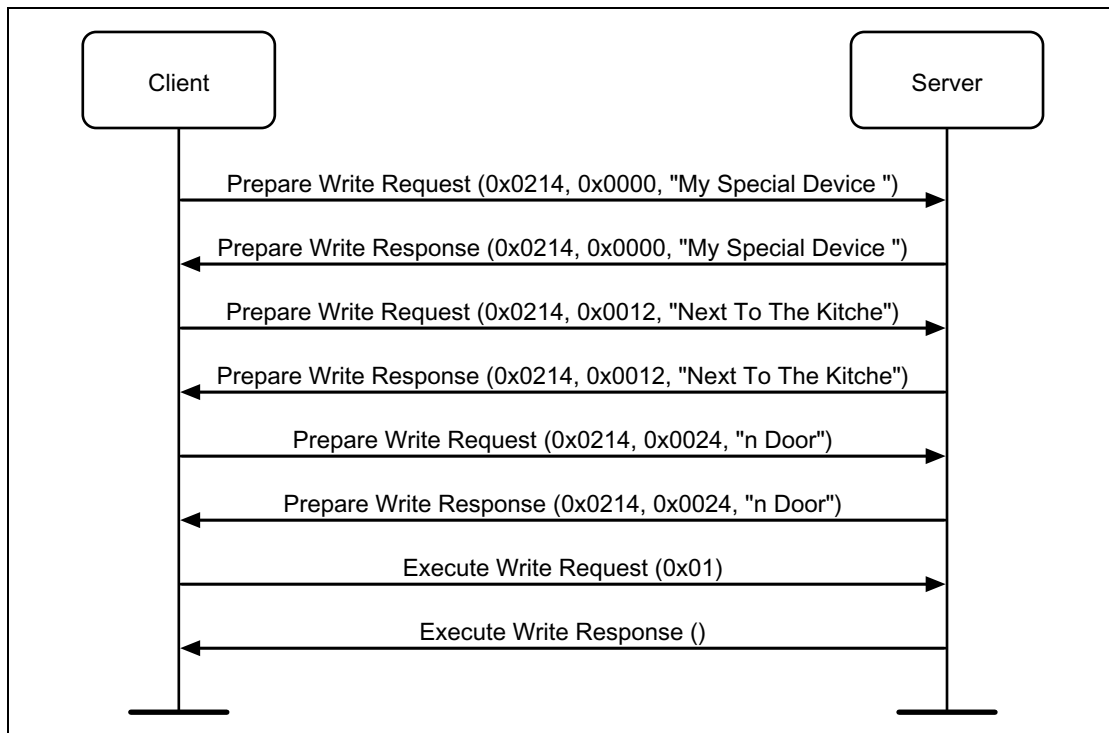 Client
Server
Prepare Write Request (0x0214, 0x0000, "My Special Device ")
Prepare Write Response (0x0214, 0x0000, "My Special Device ")
Prepare Write Request (0x0214, 0x0012, "Next To The Kitche")
Prepare Write Response (0x0214, 0x0012, "Next To The Kitche")
Prepare Write Request (0x0214, 0x0024, "n Door")
Prepare Write Response (0x0214, 0x0024, "n Door")
Execute Write Request (0x01)
Execute Write Response ()